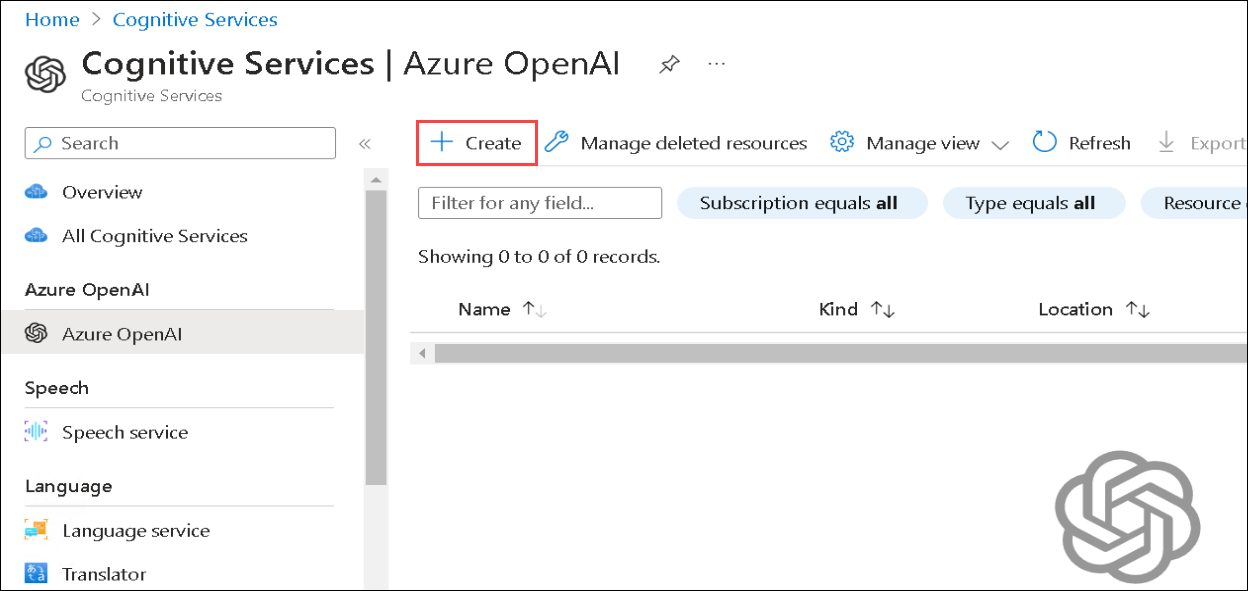 Home > Cognitive Services
Cognitive Services | Azure OpenAI ...
Cognitive Services
Search «
+ Create Manage deleted resources Manage view Refresh Export
Filter for any field... Subscription equals all Type equals all Resource
Overview
All Cognitive Services
Showing 0 to 0 of 0 records.
Azure OpenAI
Name ↑↓ Kind ↑↓ Location ↑↓
Azure OpenAI
Speech
Speech service
Language
Language service
Translator